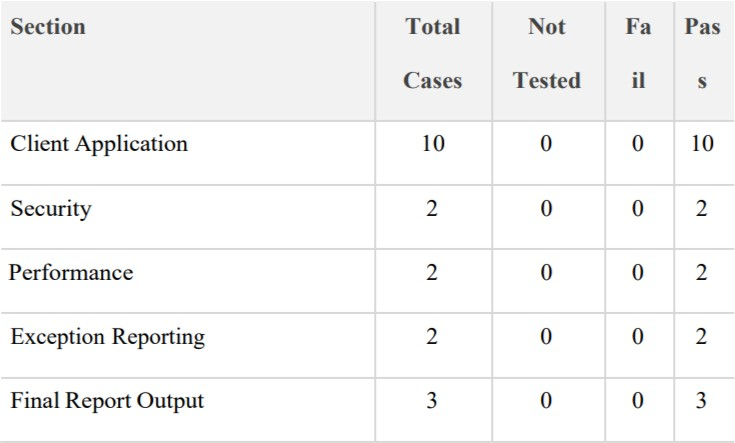 Section Total Not Fa Pas
Cases Tested il s
Client Application 10 0 0 10
Security 2 0 0 2
Performance 2 0 0 2
Exception Reporting 2 0 0 2
Final Report Output 3 0 0 3